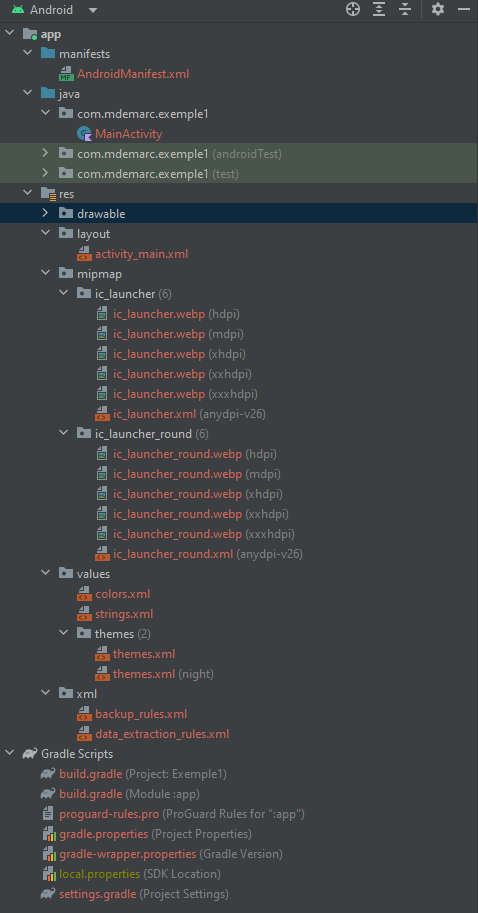 Android
app
manifests
MF
AndroidManifest.xml
java
com.mdemarc.exemple1
MainActivity
com.mdemarc.exemple1 (androidTest)
com.mdemarc.exemple1 (test)
res
drawable
layout
activity_main.xml
mipmap
ic_launcher (6)
ic_launcher.webp (hdpi)
ic_launcher.webp (mdpi)
ic_launcher.webp (xhdpi)
ic_launcher.webp (xxhdpi)
ic_launcher.webp (xxxhdpi)
ic_launcher.xml (anydpi-v26)
ic_launcher_round (6)
ic_launcher_round.webp (hdpi)
ic_launcher_round.webp (mdpi)
ic_launcher_round.webp (xhdpi)
ic_launcher_round.webp (xxhdpi)
ic_launcher_round.webp (xxxhdpi)
ic_launcher_round.xml (anydpi-v26)
values
colors.xml
strings.xml
themes (2)
themes.xml
themes.xml (night)
xml
backup_rules.xml
data_extraction_rules.xml
Gradle Scripts
build.gradle (Project: Exemple1)
build.gradle (Module :app)
proguard-rules.pro (ProGuard Rules for ":app")
gradle.properties (Project Properties)
gradle-wrapper.properties (Gradle Version)
local.properties (SDK Location)
settings.gradle (Project Settings)